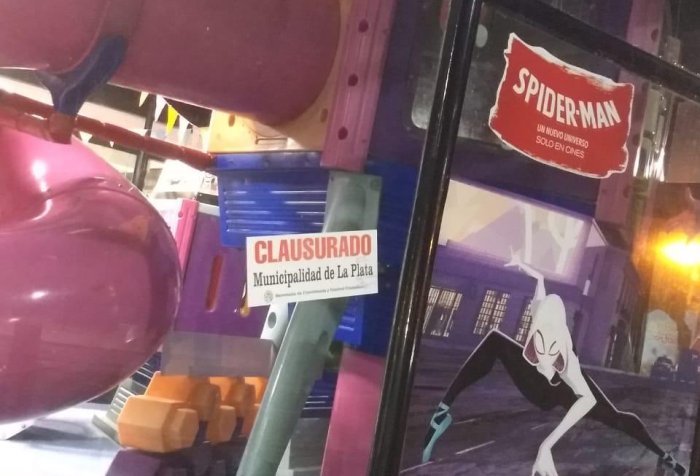 SPIDER-MAN
UN NUEVO UNIVERSO
SOLO EN CINES
CLAUSURADO
Municipalidad de La Plata